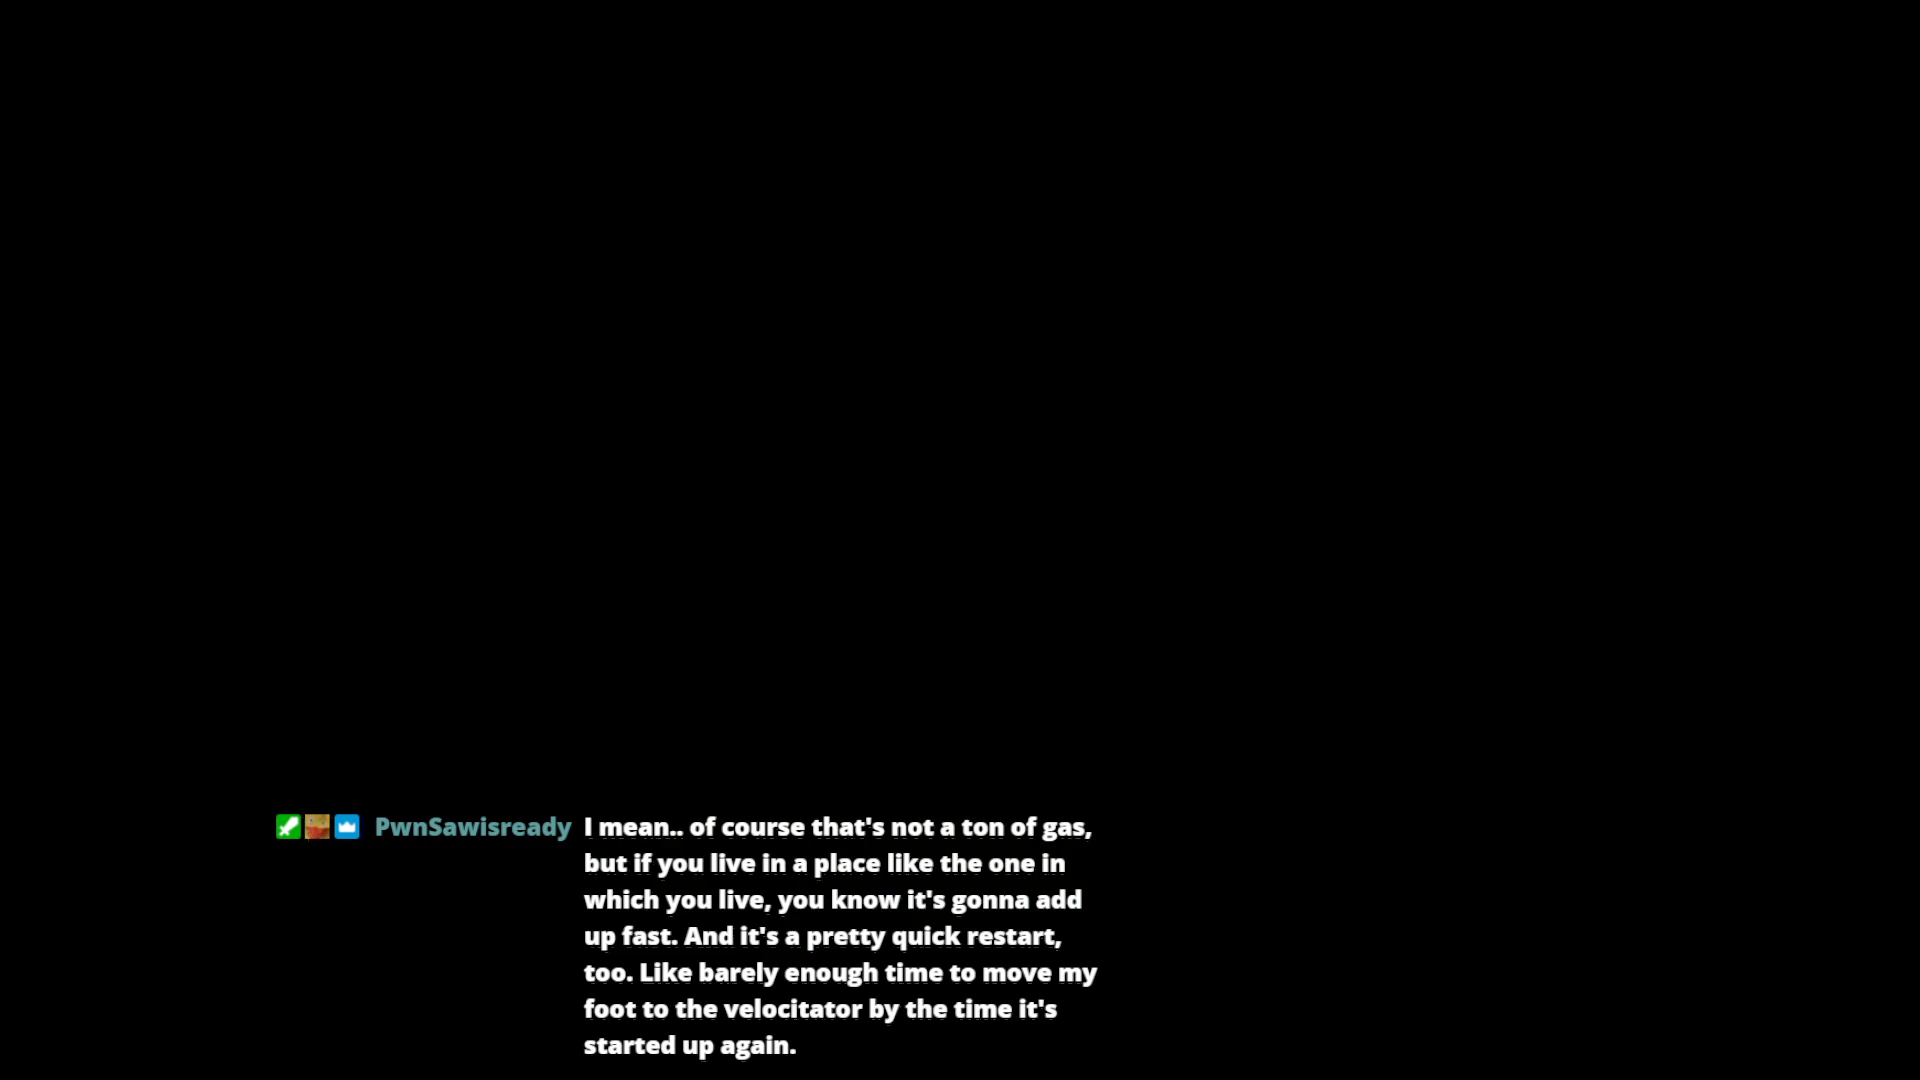 PwnSawisready I mean.. of course that's not a ton of gas,
but if you live in a place like the one in
which you live, you know it's gonna add
up fast. And it's a pretty quick restart,
too. Like barely enough time to move my
foot to the velocitator by the time it's
started up again.